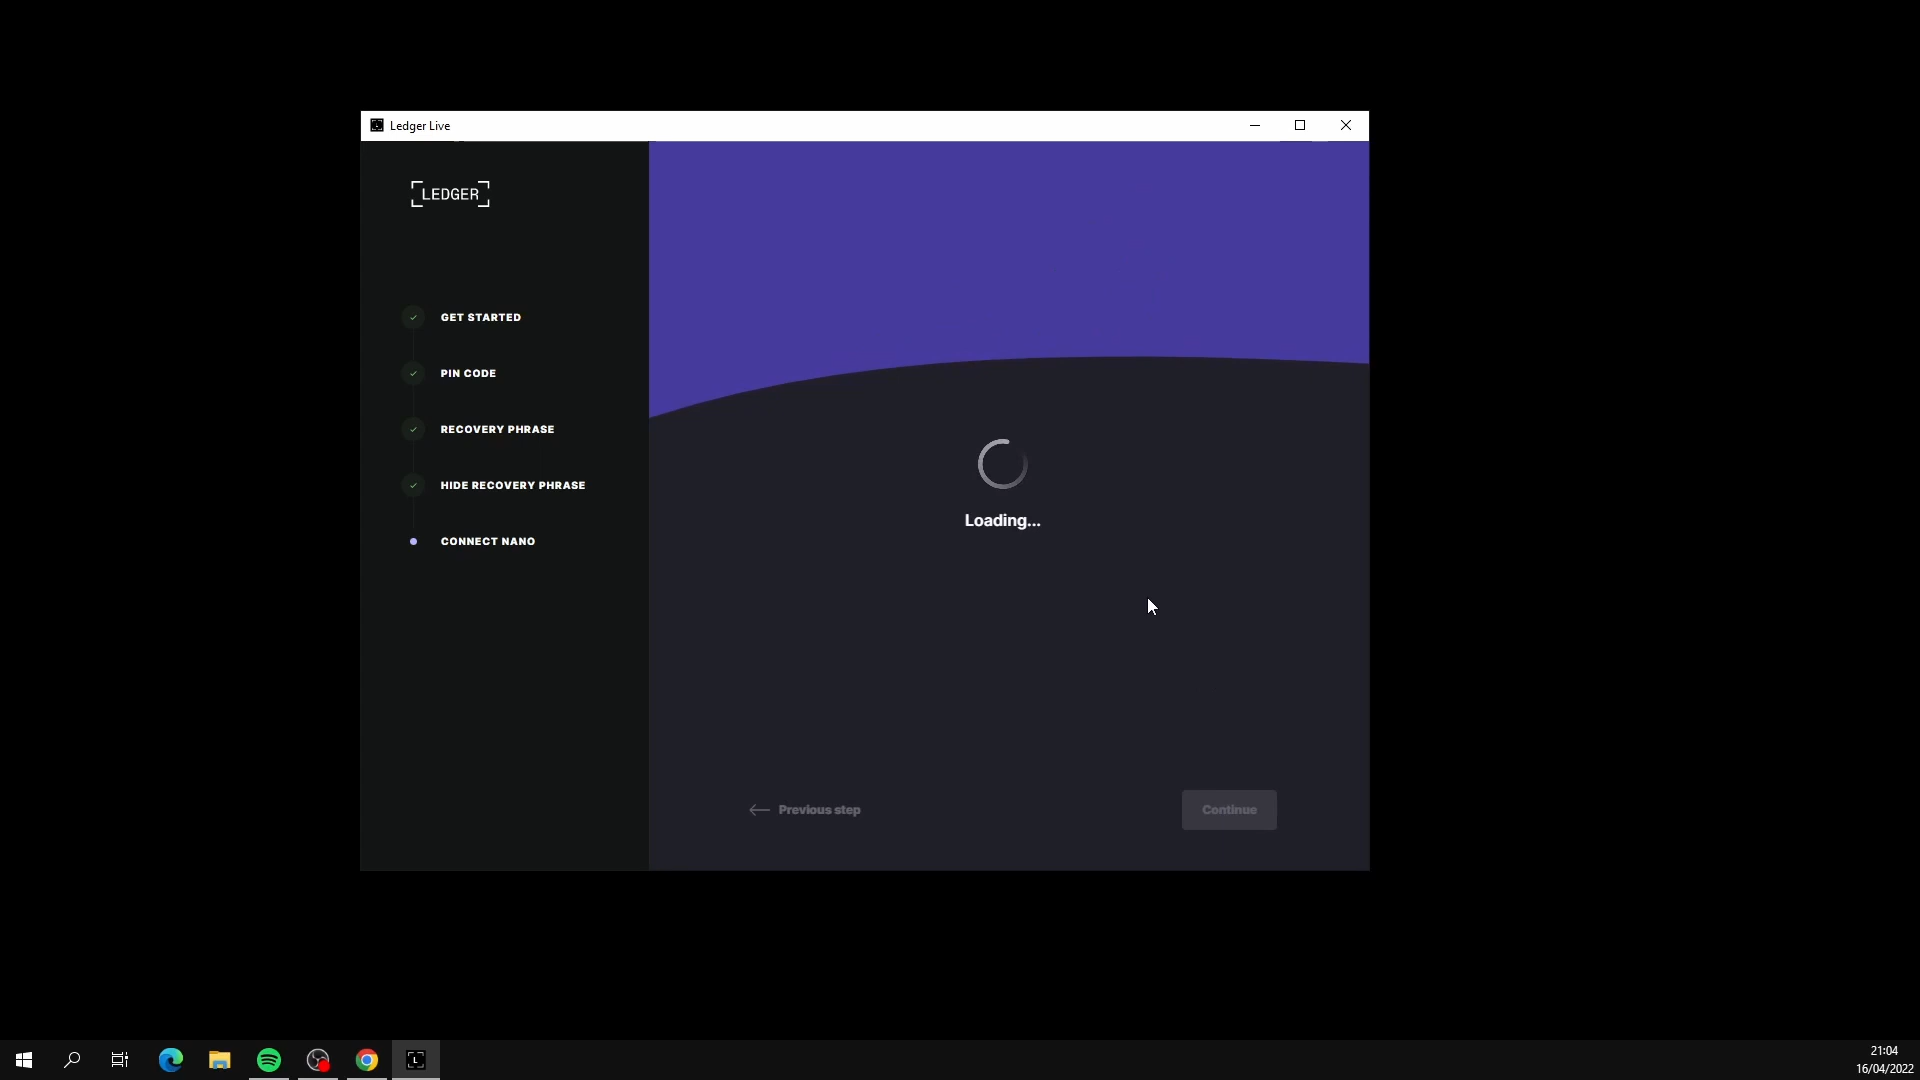 Ledger Live
LEDGER
GET STARTED
PIN CODE
RECOVERY PHRASE
HIDE RECOVERY PHRASE
CONNECT NANO
Loading...
Previous step
Continue
L
21:04
16/04/2022